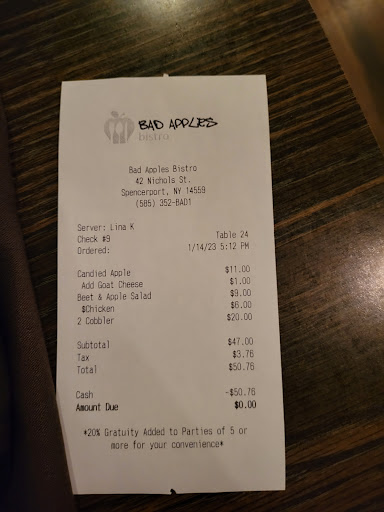 BAD APPLES
bistro
Bad Apples Bistro
42 Nichols St.
Spencerport, NY 14559
(585) 352-BAD1
Server: Lina K
Check #9 Table 24
Ordered: 1/14/23 5:12 PM
Candied Apple $11.00
Add Goat Cheese $1.00
Beet & Apple Salad $9.00
$Chicken $6.00
2 Cobbler $20.00
Subtotal $47.00
Tax $3.76
Total $50.76
Cash -$50.76
Amount Due $0.00
*20% Gratuity Added to Parties of 5 or
more for your convenience*